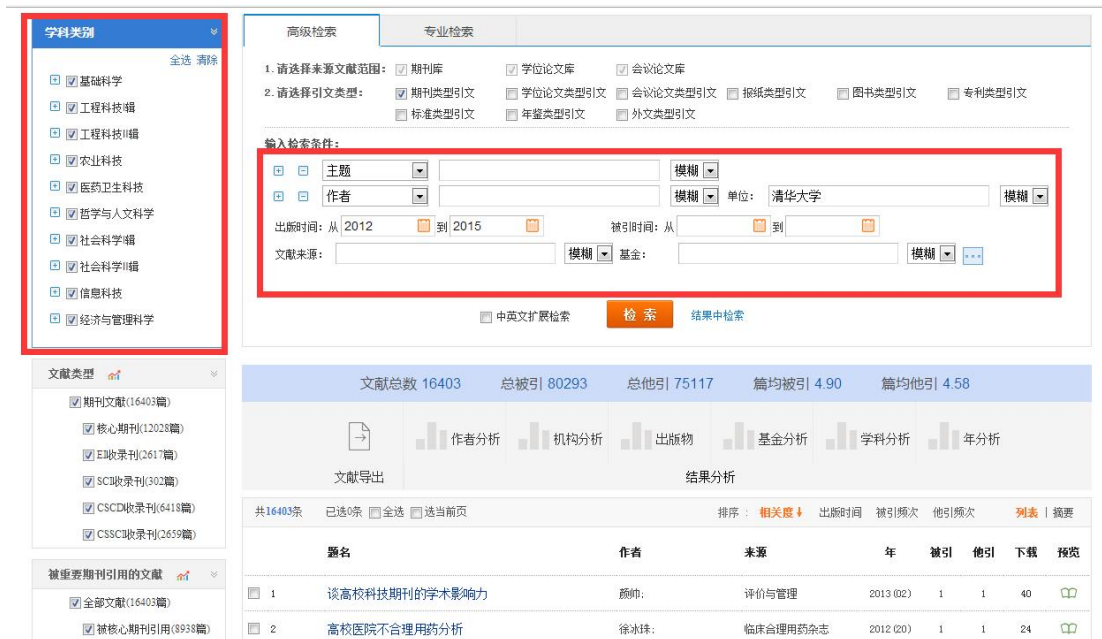 学科类别
全选 清除
基础科学
工程科技I辑
工程科技II辑
农业科技
医药卫生科技
哲学与人文科学
社会科学I辑
社会科学II辑
信息科技
经济与管理科学
文献类型
期刊文献(16403篇)
核心期刊(12028篇)
EI收录刊(2617篇)
SCI收录刊(302篇)
CSCD收录刊(6418篇)
CSSCI收录刊(2659篇)
被重要期刊引用的文献
全部文献(16403篇)
被核心期刊引用(8938篇)
高级检索 专业检索
1.请选择来源文献范围: 期刊库 学位论文库 会议论文库
2.请选择引文类型: 期刊类型引文 学位论文类型引文 会议论文类型引文 报纸类型引文 图书类型引文 专利类型引文
标准类型引文 年鉴类型引文 外文类型引文
输入检索条件:
主题 模糊
作者 模糊 单位: 清华大学 模糊
出版时间: 从 2012 到 2015 被引时间: 从 到
文献来源: 模糊 基金: 模糊 ...
中英文扩展检索 检 索 结果中检索
文献总数 16403 总被引 80293 总他引 75117 篇均被引 4.90 篇均他引 4.58
作者分析 机构分析 出版物 基金分析 学科分析 年分析
文献导出 结果分析
共16403条 已选0条 全选 选当前页 排序: 相关度 出版时间 被引频次 他引频次 列表 | 摘要
题名 作者 来源 年 被引 他引 下载 预览
1 谈高校科技期刊的学术影响力 颜帅; 评价与管理 2013(02) 1 1 40
2 高校医院不合理用药分析 徐冰珠; 临床合理用药杂志 2012(20) 1 1 24